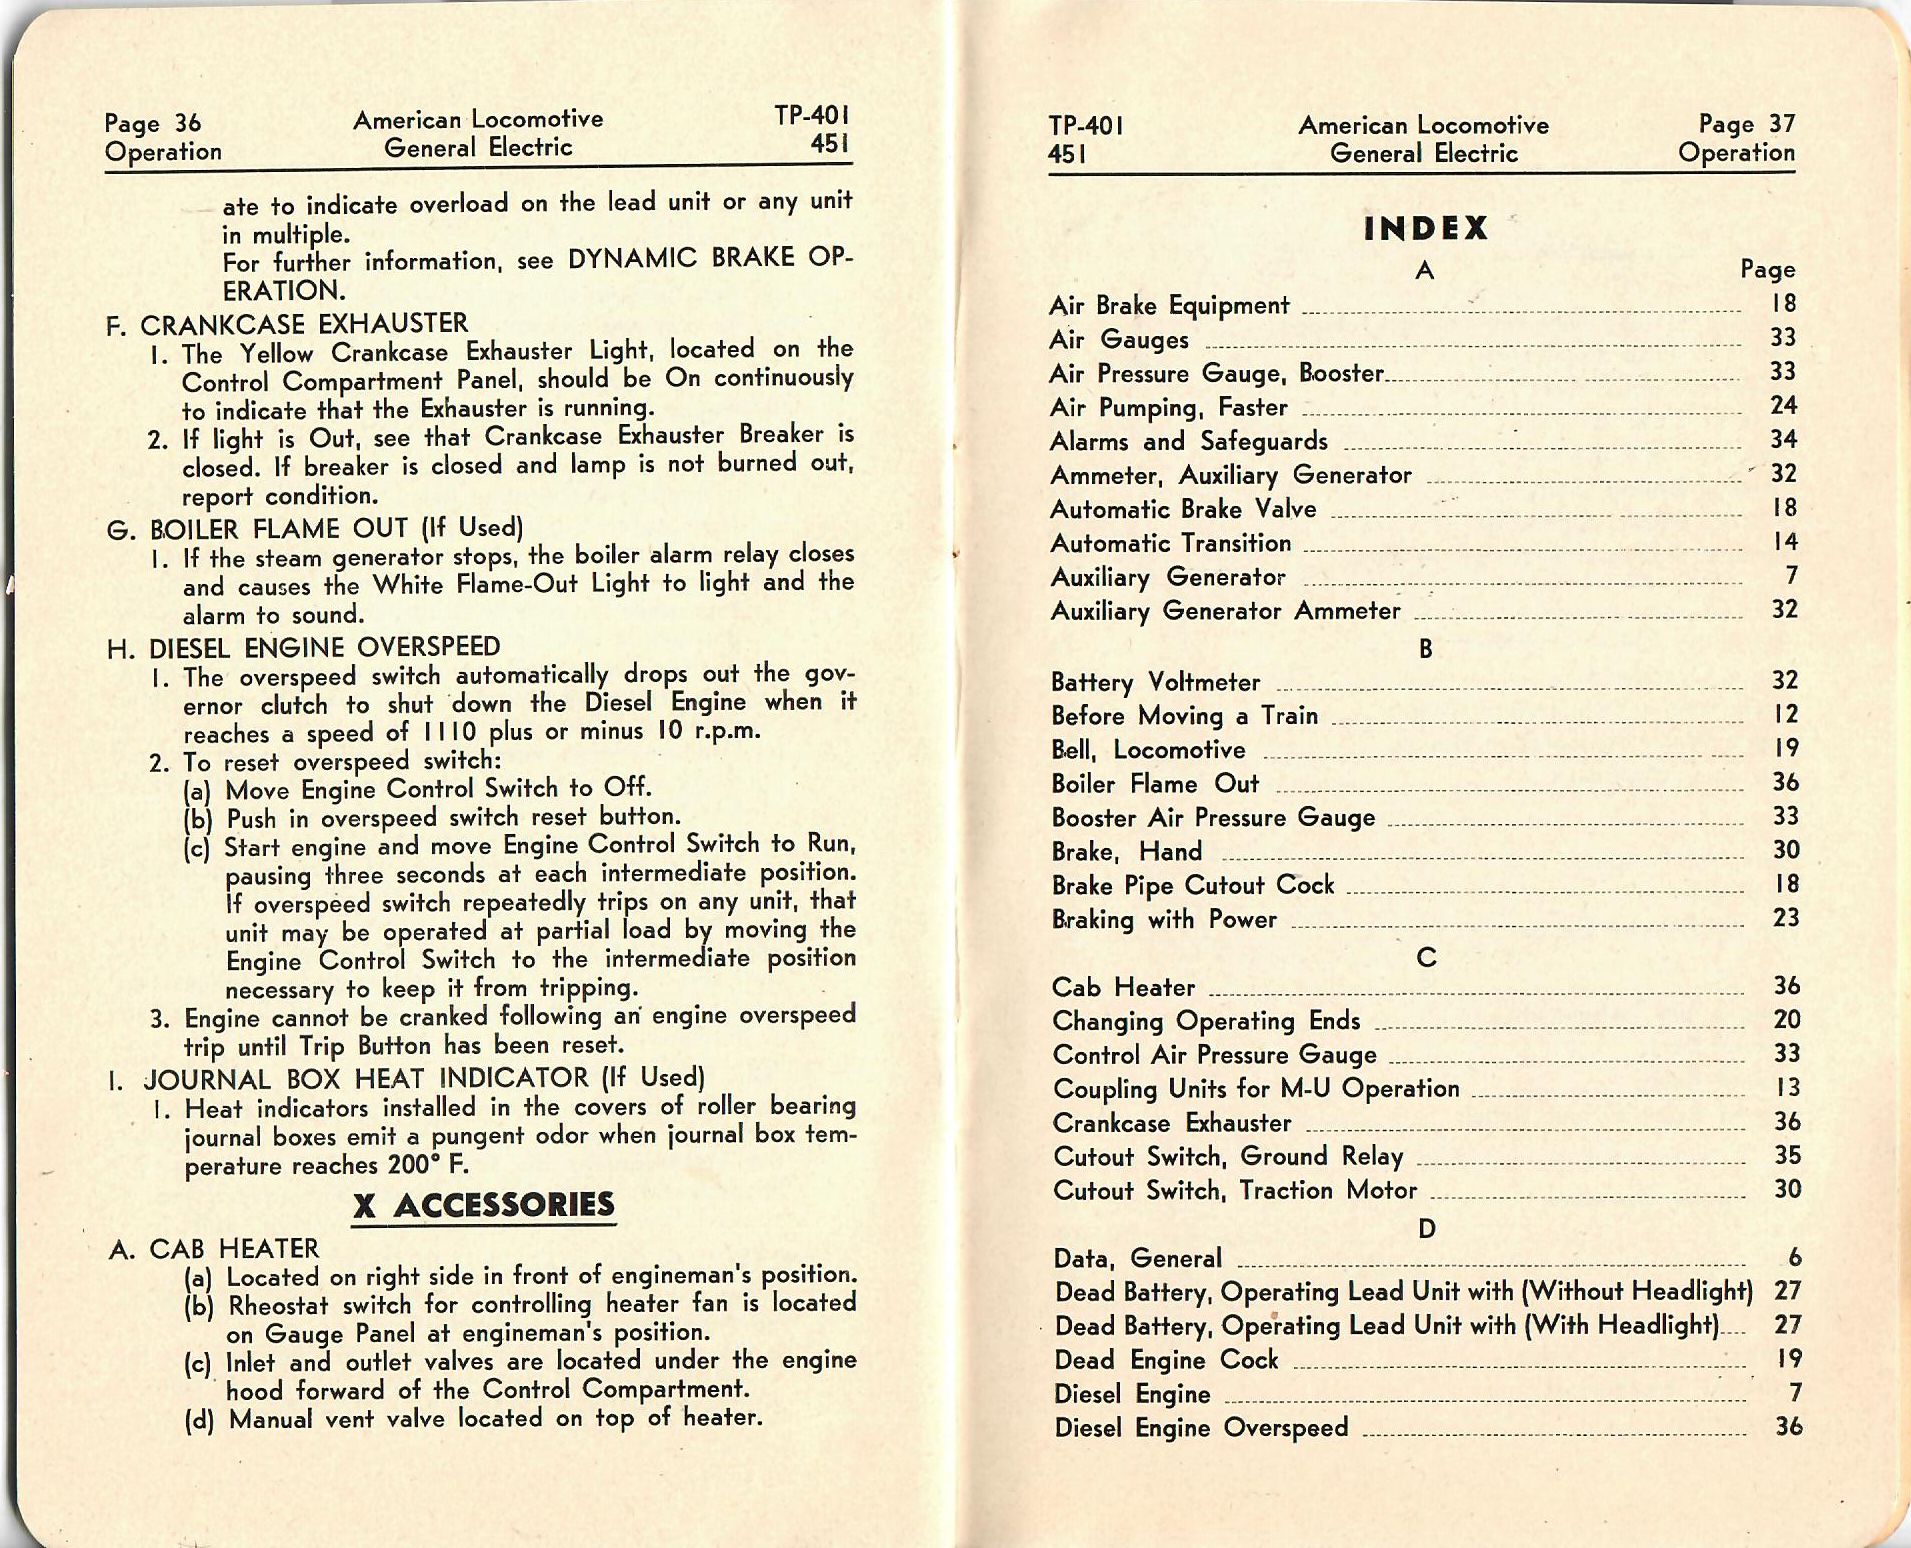 Page 36 American Locomotive TP-401
Operation General Electric 451
ate to indicate overload on the lead unit or any unit
in multiple.
For further information, see DYNAMIC BRAKE OP-
ERATION.
F. CRANKCASE EXHAUSTER
1. The Yellow Crankcase Exhauster Light, located on the
Control Compartment Panel, should be On continuously
to indicate that the Exhauster is running.
2. If light is Out, see that Crankcase Exhauster Breaker is
closed. If breaker is closed and lamp is not burned out,
report condition.
G. BOILER FLAME OUT (If Used)
1. If the steam generator stops, the boiler alarm relay closes
and causes the White Flame-Out Light to light and the
alarm to sound.
H. DIESEL ENGINE OVERSPEED
1. The overspeed switch automatically drops out the gov-
ernor clutch to shut down the Diesel Engine when it
reaches a speed of 1110 plus or minus 10 r.p.m.
2. To reset overspeed switch:
(a) Move Engine Control Switch to Off.
(b) Push in overspeed switch reset button.
(c) Start engine and move Engine Control Switch to Run,
pausing three seconds at each intermediate position.
If overspeed switch repeatedly trips on any unit, that
unit may be operated at partial load by moving the
Engine Control Switch to the intermediate position
necessary to keep it from tripping.
3. Engine cannot be cranked following an engine overspeed
trip until Trip Button has been reset.
I. JOURNAL BOX HEAT INDICATOR (If Used)
1. Heat indicators installed in the covers of roller bearing
journal boxes emit a pungent odor when journal box tem-
perature reaches 200° F.
X ACCESSORIES
A. CAB HEATER
(a) Located on right side in front of engineman's position.
(b) Rheostat switch for controlling heater fan is located
on Gauge Panel at engineman's position.
(c) Inlet and outlet valves are located under the engine
hood forward of the Control Compartment.
(d) Manual vent valve located on top of heater.
TP-401 American Locomotive Page 37
451 General Electric Operation
INDEX
A Page
Air Brake Equipment 18
Air Gauges 33
Air Pressure Gauge, Booster 33
Air Pumping, Faster 24
Alarms and Safeguards 34
Ammeter, Auxiliary Generator 32
Automatic Brake Valve 18
Automatic Transition 14
Auxiliary Generator 7
Auxiliary Generator Ammeter 32
B
Battery Voltmeter 32
Before Moving a Train 12
Bell, Locomotive 19
Boiler Flame Out 36
Booster Air Pressure Gauge 33
Brake, Hand 30
Brake Pipe Cutout Cock 18
Braking with Power 23
C
Cab Heater 36
Changing Operating Ends 20
Control Air Pressure Gauge 33
Coupling Units for M-U Operation 13
Crankcase Exhauster 36
Cutout Switch, Ground Relay 35
Cutout Switch, Traction Motor 30
D
Data, General 6
Dead Battery, Operating Lead Unit with (Without Headlight) 27
Dead Battery, Operating Lead Unit with (With Headlight) 27
Dead Engine Cock 19
Diesel Engine 7
Diesel Engine Overspeed 36